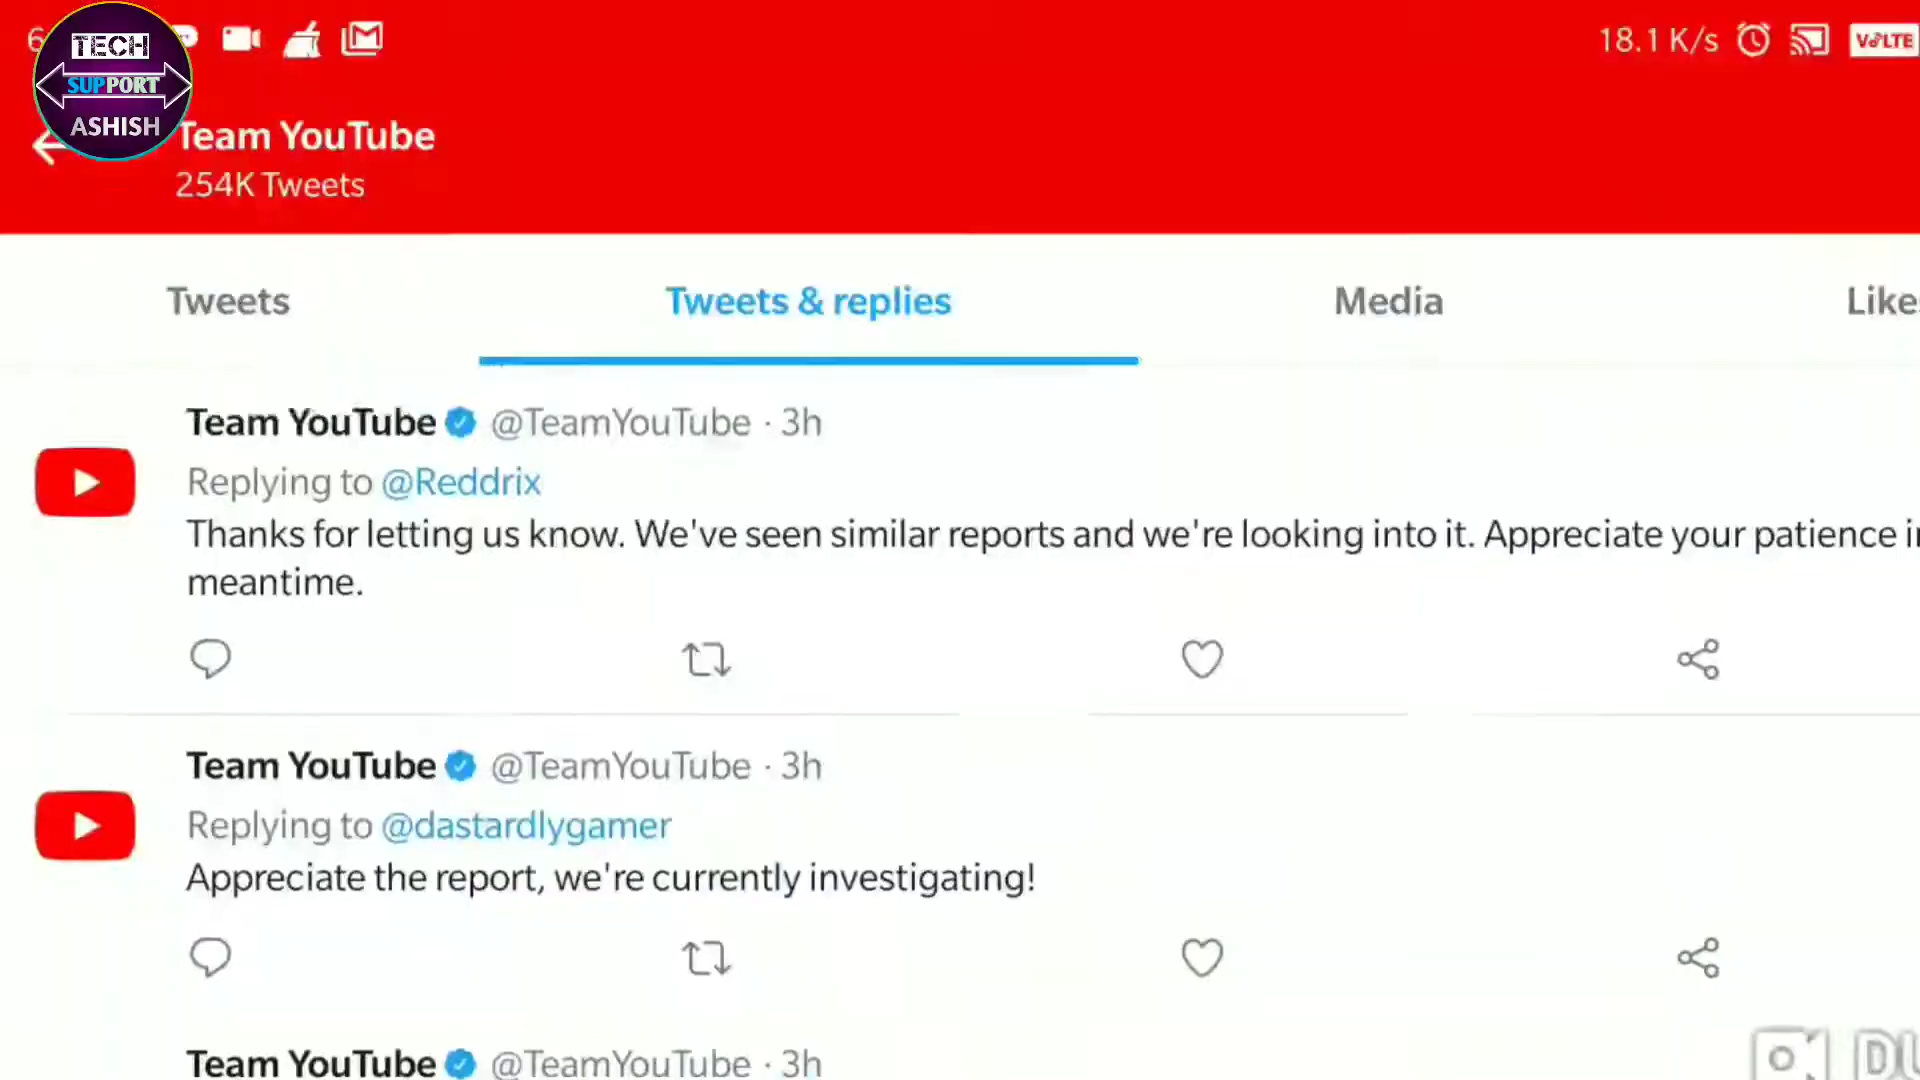 TECH
SUPPORT
ASHISH
18.1 K/s
VoLTE
Team YouTube
254K Tweets
Tweets
Tweets & replies
Media
Team YouTube @TeamYouTube · 3h
Replying to @Reddrix
Thanks for letting us know. We've seen similar reports and we're looking into it. Appreciate your patience
meantime.
Team YouTube @TeamYouTube · 3h
Replying to @dastardlygamer
Appreciate the report, we're currently investigating!
Team YouTube @TeamYouTube · 3h